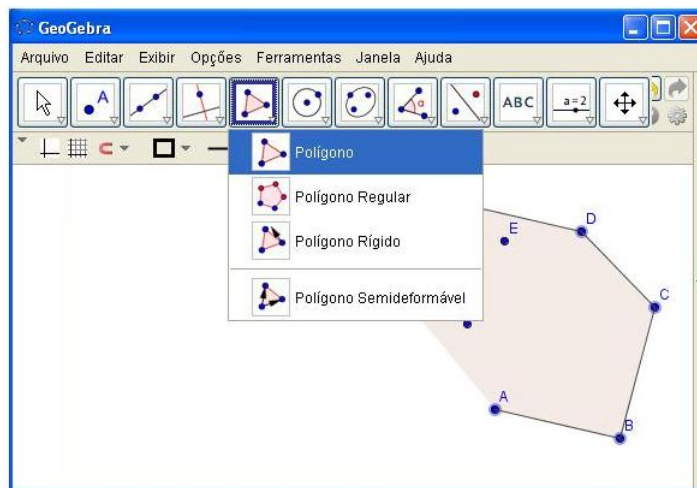 GeoGebra
Arquivo Editar Exibir Opções Ferramentas Janela Ajuda
A
α
ABC
a=2
Polígono
Polígono Regular
Polígono Rígido
Polígono Semideformável
E
D
C
A
B